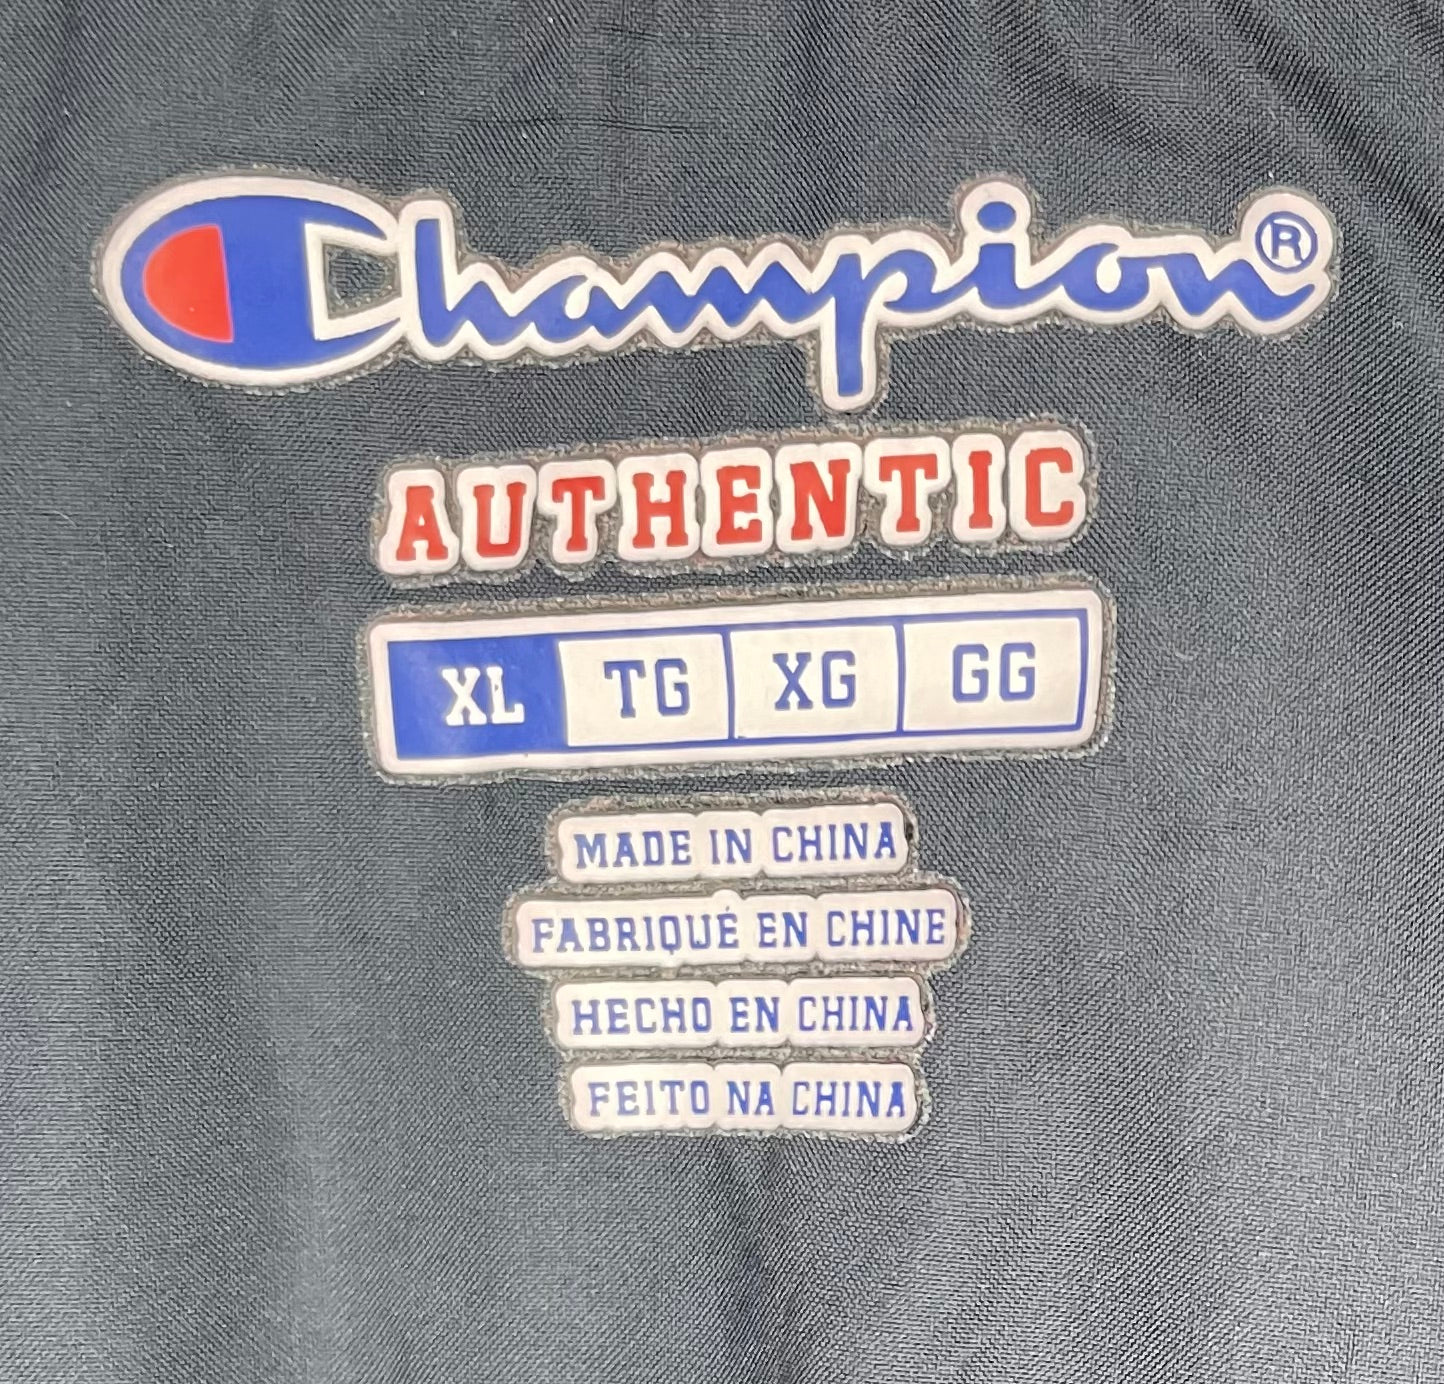 Champion®
AUTHENTIC
XL TG XG GG
MADE IN CHINA
FABRIQUÉ EN CHINE
HECHO EN CHINA
FEITO NA CHINA